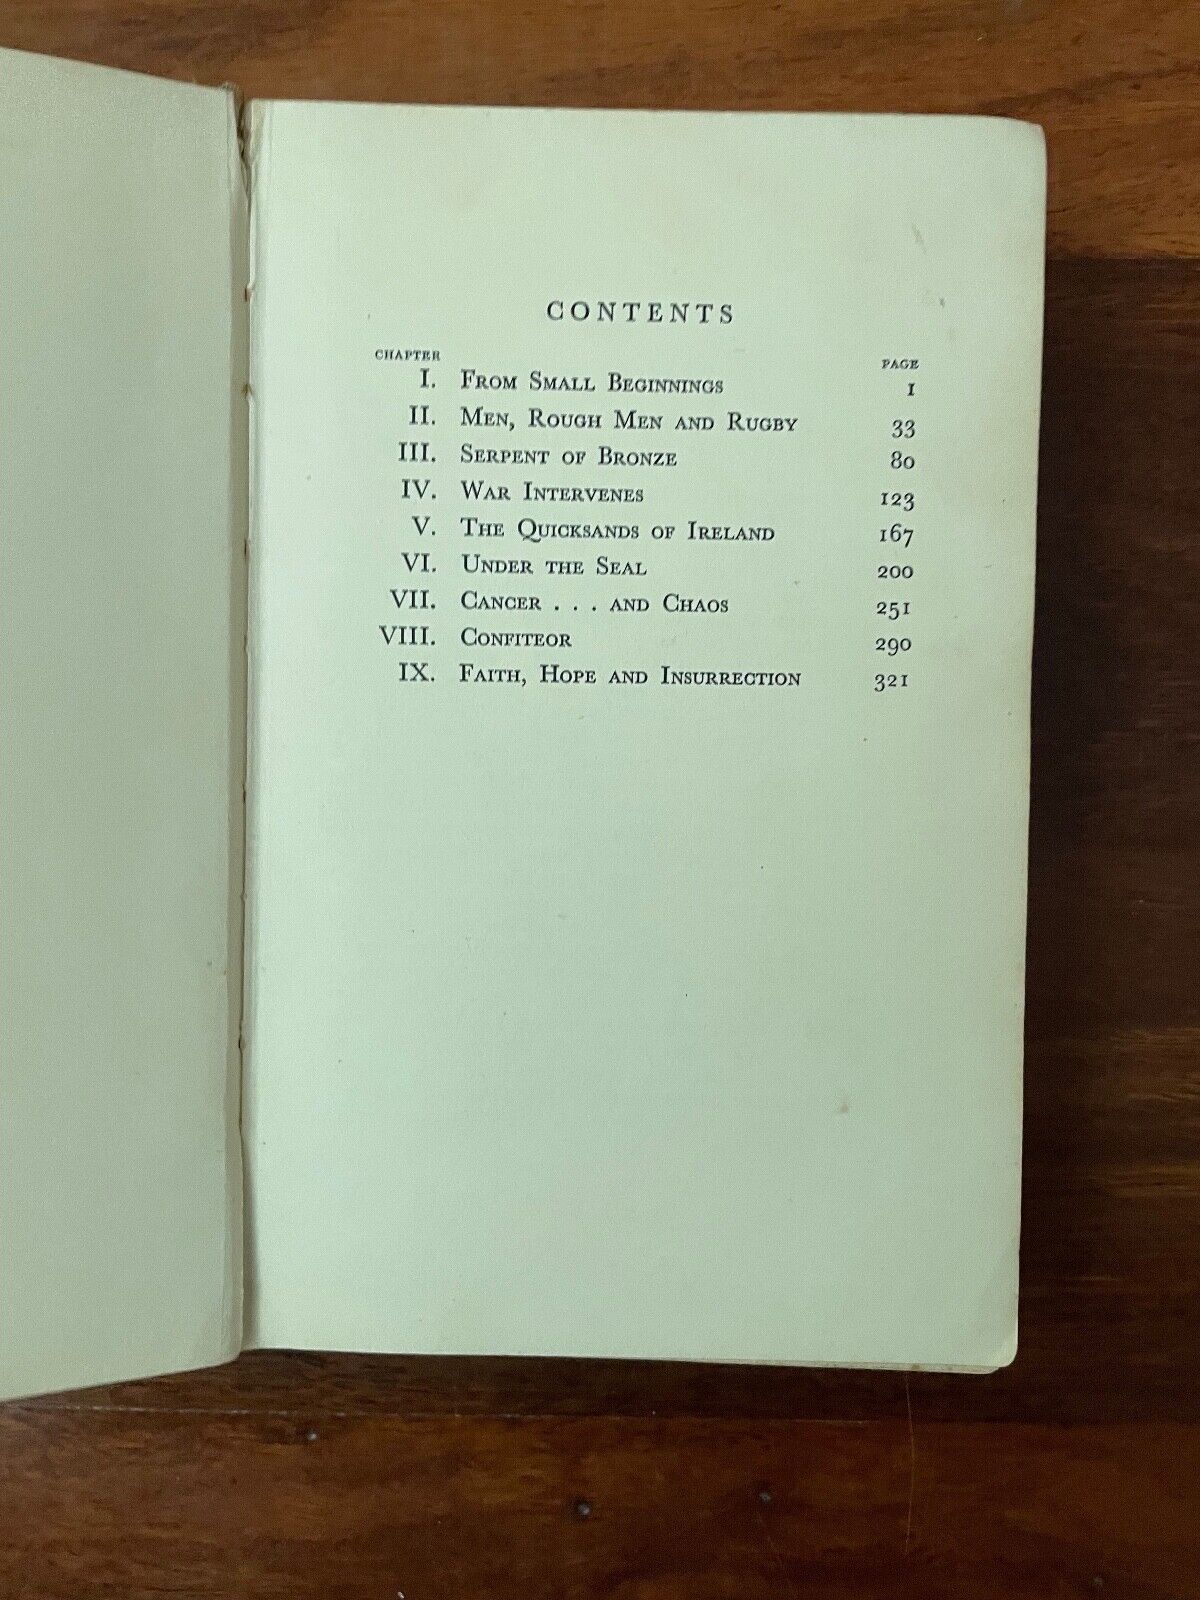 CONTENTS
CHAPTER PAGE
I. From Small Beginnings 1
II. Men, Rough Men and Rugby 33
III. Serpent of Bronze 80
IV. War Intervenes 123
V. The Quicksands of Ireland 167
VI. Under the Seal 200
VII. Cancer . . . and Chaos 251
VIII. Confiteor 290
IX. Faith, Hope and Insurrection 321